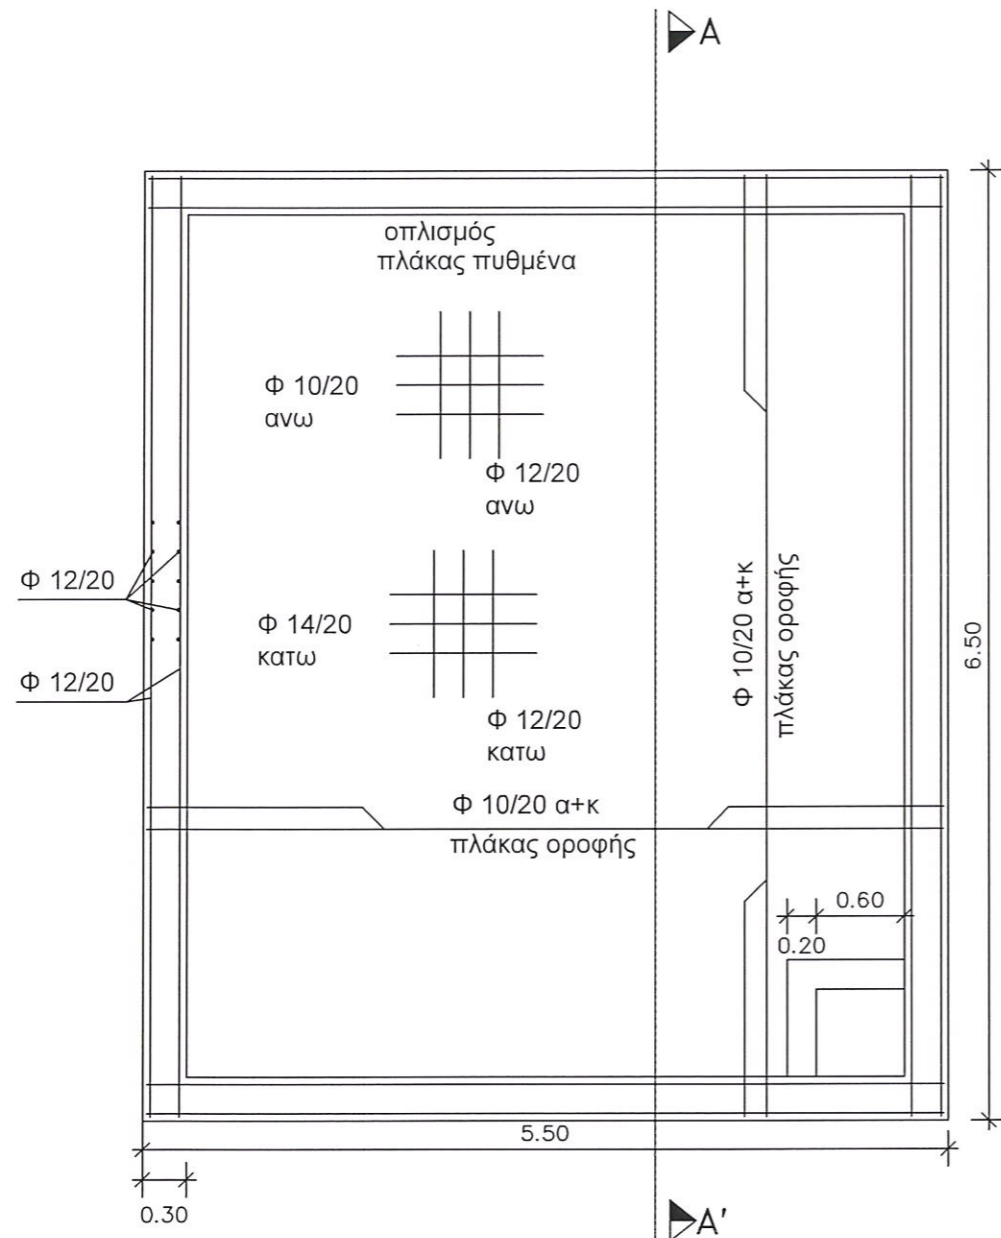 A
οπλισμός
πλάκας πυθμένα
Φ 10/20
ανω
Φ 12/20
ανω
Φ 12/20
Φ 14/20
κατω
Φ 12/20
Φ 12/20
κατω
Φ 10/20 α+κ
πλάκας οροφής
6.50
Φ 10/20 α+κ
πλάκας οροφής
0.60
0.20
5.50
0.30
A'